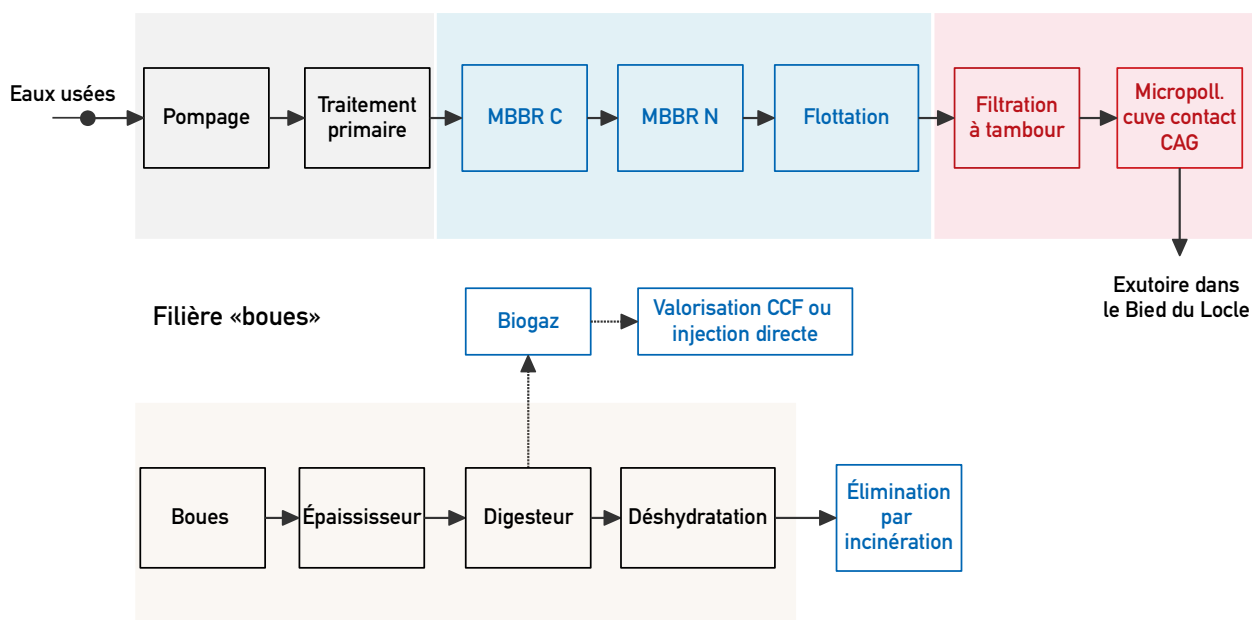 Eaux usées
Pompage
Traitement
primaire
MBBR C
MBBR N
Flottation
Filtration
à tambour
Micropoll.
cuve contact
CAG
Exutoire dans
le Bied du Locle
Filière «boues»
Biogaz
Valorisation CCF ou
injection directe
Boues
Épaississeur
Digesteur
Déshydratation
Élimination
par
incinération